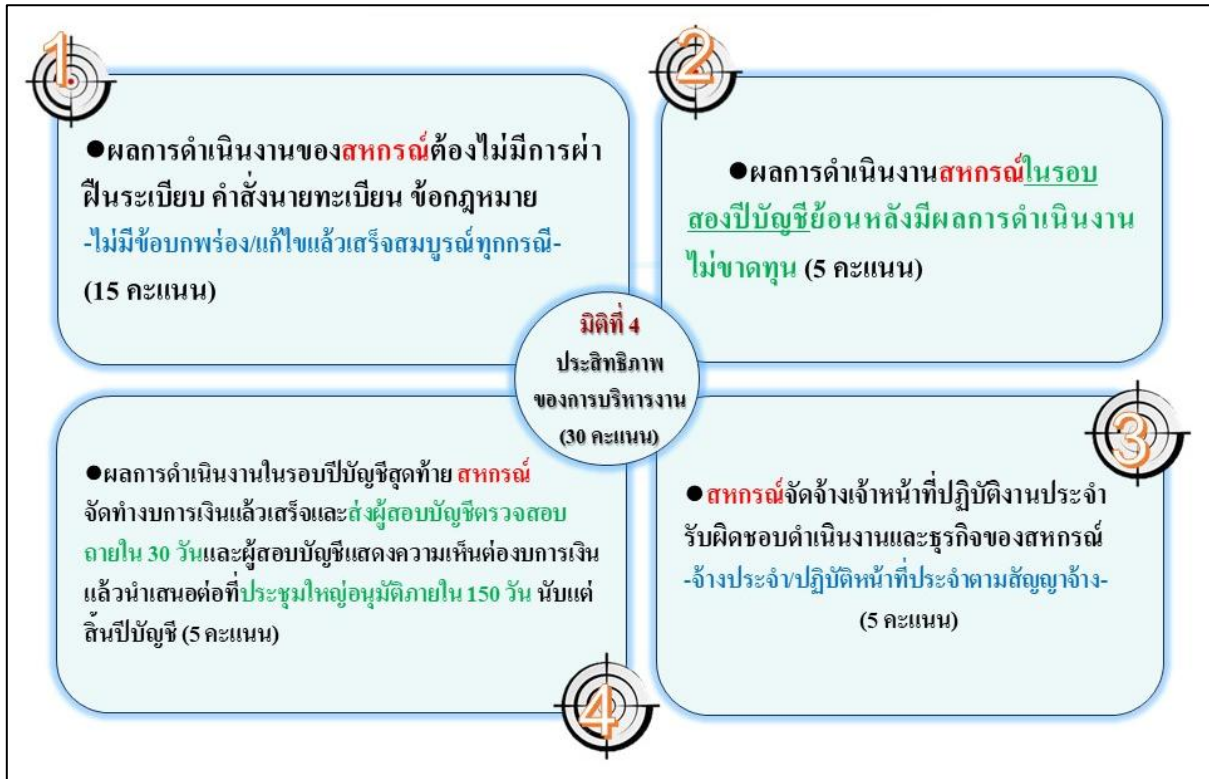 1
●ผลการดำเนินงานของสหกรณ์ต้องไม่มีการผ่า
ฝืนระเบียบ คำสั่งนายทะเบียน ข้อกฎหมาย
-ไม่มีข้อบกพร่อง/แก้ไขแล้วเสร็จสมบูรณ์ทุกกรณี-
(15 คะแนน)
2
●ผลการดำเนินงานสหกรณ์ในรอบ
สองปีบัญชีย้อนหลังมีผลการดำเนินงาน
ไม่ขาดทุน (5 คะแนน)
มิติที่ 4
ประสิทธิภาพ
ของการบริหารงาน
(30 คะแนน)
3
●สหกรณ์จัดจ้างเจ้าหน้าที่ปฏิบัติงานประจำ
รับผิดชอบดำเนินงานและธุรกิจของสหกรณ์
-จ้างประจำ/ปฏิบัติหน้าที่ประจำตามสัญญาจ้าง-
(5 คะแนน)
●ผลการดำเนินงานในรอบปีบัญชีสุดท้าย สหกรณ์
จัดทำงบการเงินแล้วเสร็จและส่งผู้สอบบัญชีตรวจสอบ
ภายใน 30 วันและผู้สอบบัญชีแสดงความเห็นต่องบการเงิน
แล้วนำเสนอต่อที่ประชุมใหญ่อนุมัติภายใน 150 วัน นับแต่
สิ้นปีบัญชี (5 คะแนน)
4